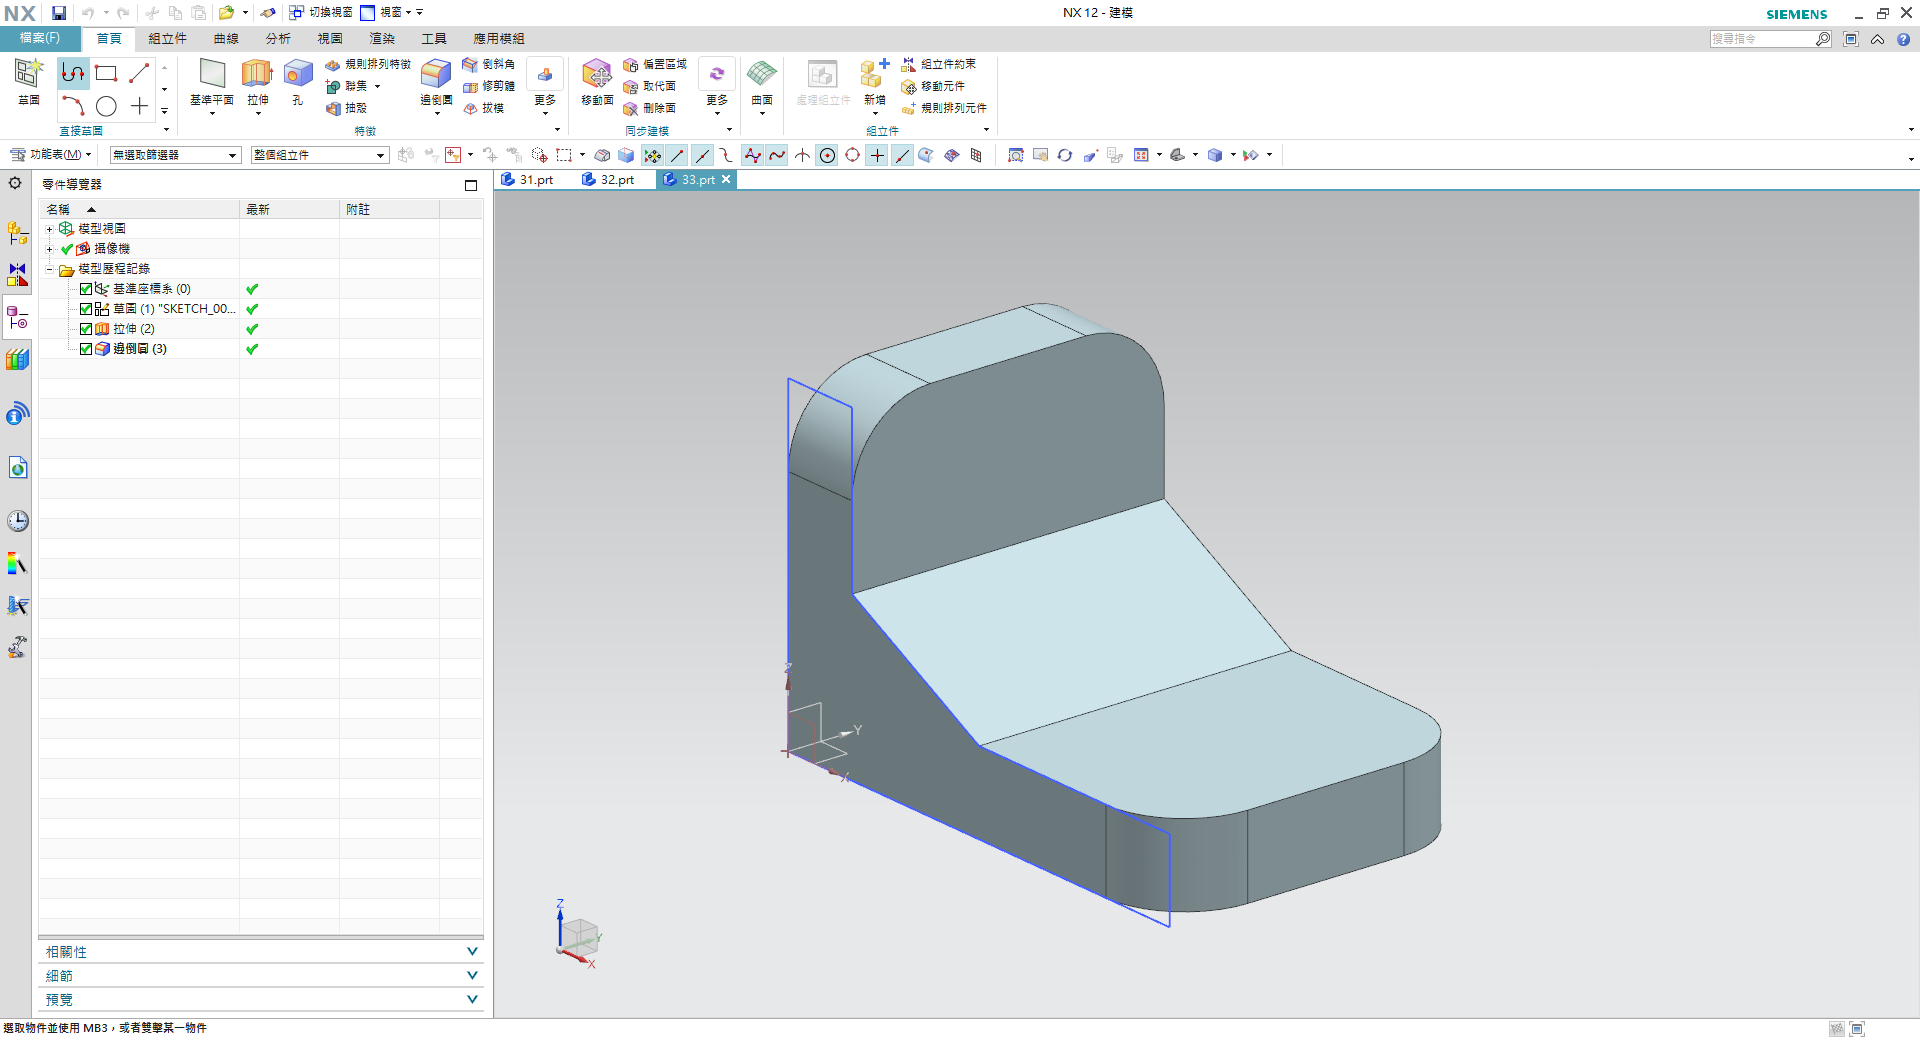 NX 切換視窗 視窗 NX 12 - 建模 SIEMENS
檔案(F) 首頁 組立件 曲線 分析 視圖 渲染 工具 應用模組 搜尋指令
草圖 基準平面 拉伸 孔 規則排列特徵 聯集 抽殼 邊倒圓 倒斜角 修剪體 拔模 更多 移動面 偏置區域 取代面 刪除面 更多 曲面 處理組立件 新增 組立件約束 移動元件 規則排列元件
直接草圖 特徵 同步建模 組立件
功能表(M) 無選取篩選器 整個組立件
零件導覽器 31.prt 32.prt 33.prt
名稱 最新 附註
模型視圖
攝像機
模型歷程記錄
基準座標系 (0)
草圖 (1) "SKETCH_00...
拉伸 (2)
邊倒圓 (3)
Z
Y
X
Z
Y
X
相關性
細節
預覽
選取物件並使用 MB3，或者雙擊某一物件